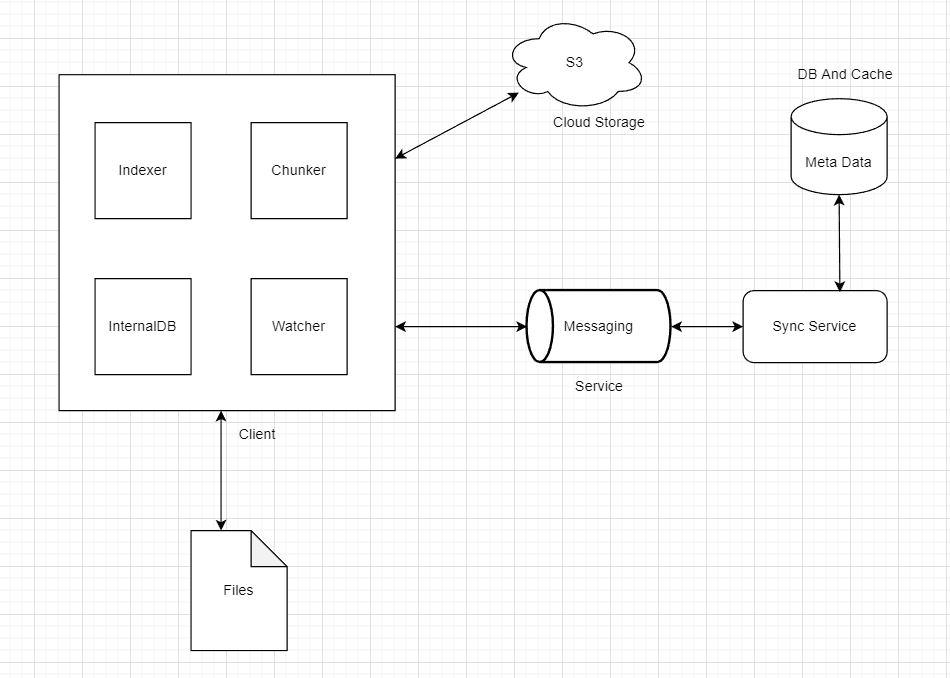 S3
DB And Cache
Cloud Storage
Meta Data
Indexer
Chunker
InternalDB
Watcher
Messaging
Sync Service
Service
Client
Files